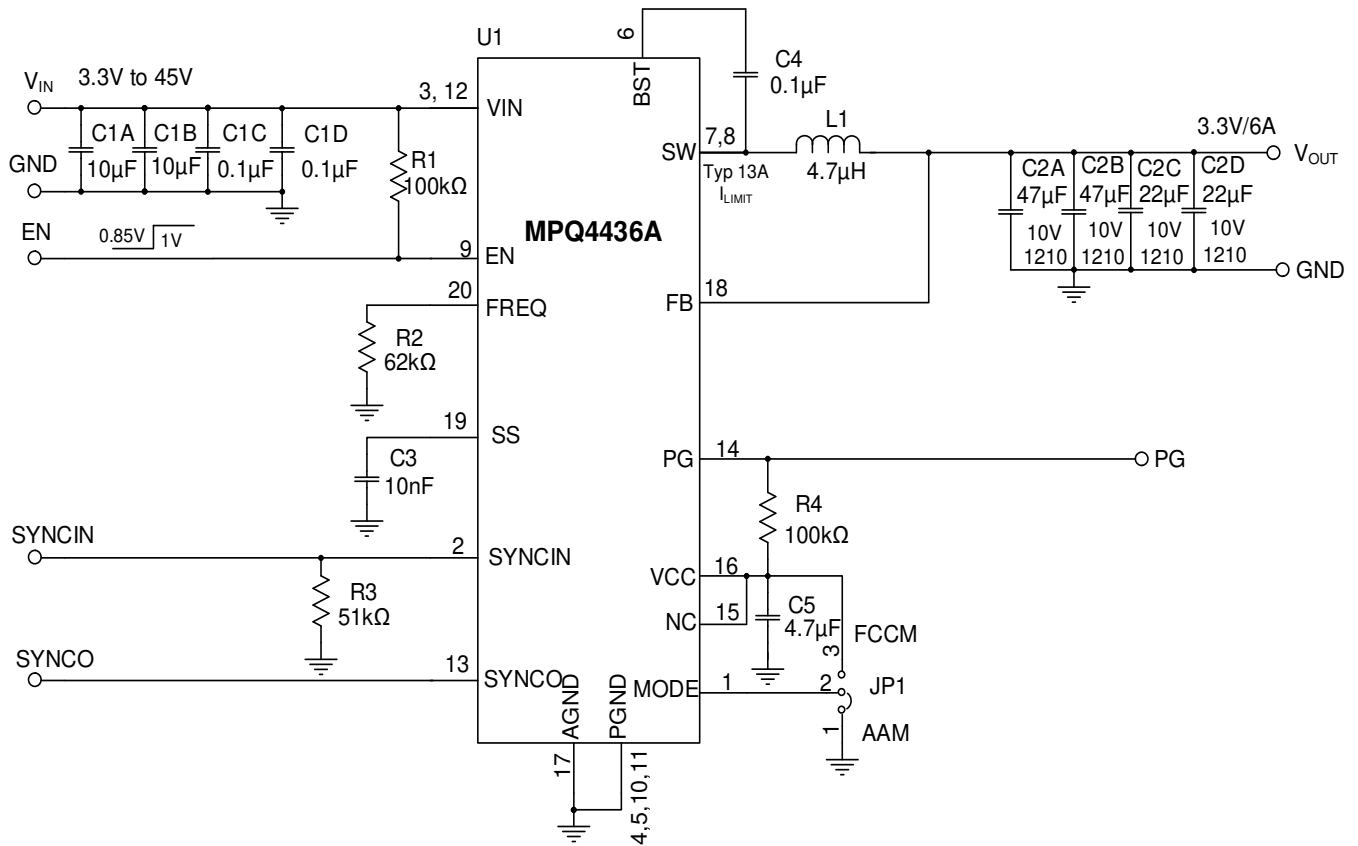 U1
V_IN 3.3V to 45V
GND
EN
0.85V
1V
C1A
10µF
C1B
10µF
C1C
0.1µF
C1D
0.1µF
R1
100kΩ
3, 12
VIN
9
EN
20
FREQ
R2
62kΩ
19
SS
C3
10nF
SYNCIN
2
SYNCIN
R3
51kΩ
SYNCO
13
SYNCO
MPQ4436A
6
BST
C4
0.1µF
7,8
SW
Typ 13A
I_LIMIT
L1
4.7µH
3.3V/6A
V_OUT
C2A
47µF
10V
1210
C2B
47µF
10V
1210
C2C
22µF
10V
1210
C2D
22µF
10V
1210
GND
18
FB
14
PG
PG
R4
100kΩ
16
VCC
15
NC
C5
4.7µF
FCCM
3
1
MODE
2
JP1
1
AAM
AGND
PGND
17
4,5,10,11